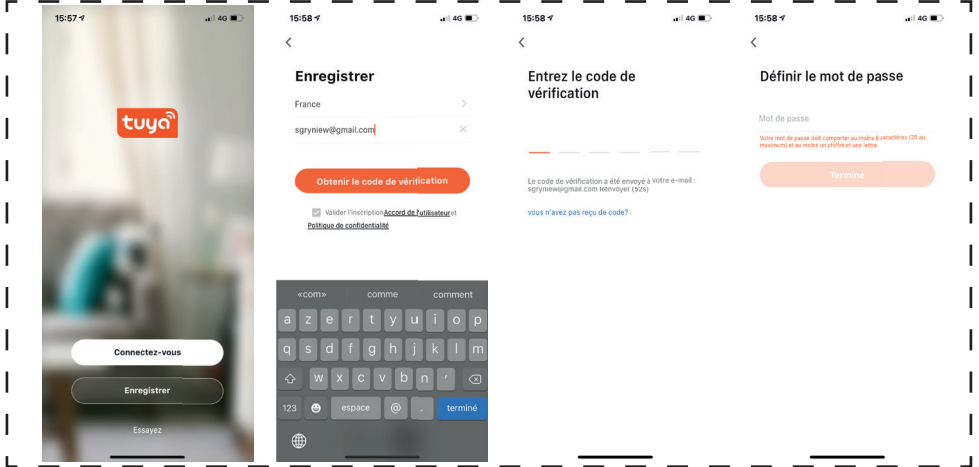 15:57
4G
tuya
Connectez-vous
Enregistrer
Essayez
15:58
4G
Enregistrer
France
sgryniew@gmail.com
Obtenir le code de vérification
Valider l'inscription Accord de l'utilisateur et
Politique de confidentialité
«com» comme comment
a z e r t y u i o p
q s d f g h j k l m
w x c v b n '
123 espace @ . terminé
15:58
4G
Entrez le code de
vérification
Le code de vérification a été envoyé à votre e-mail :
sgryniew@gmail.com Renvoyer (52s)
vous n'avez pas reçu de code?
15:58
4G
Définir le mot de passe
Mot de passe
Votre mot de passe doit comporter au moins 6 caractères (20 au
maximum) et au moins un chiffre et une lettre.
Terminé